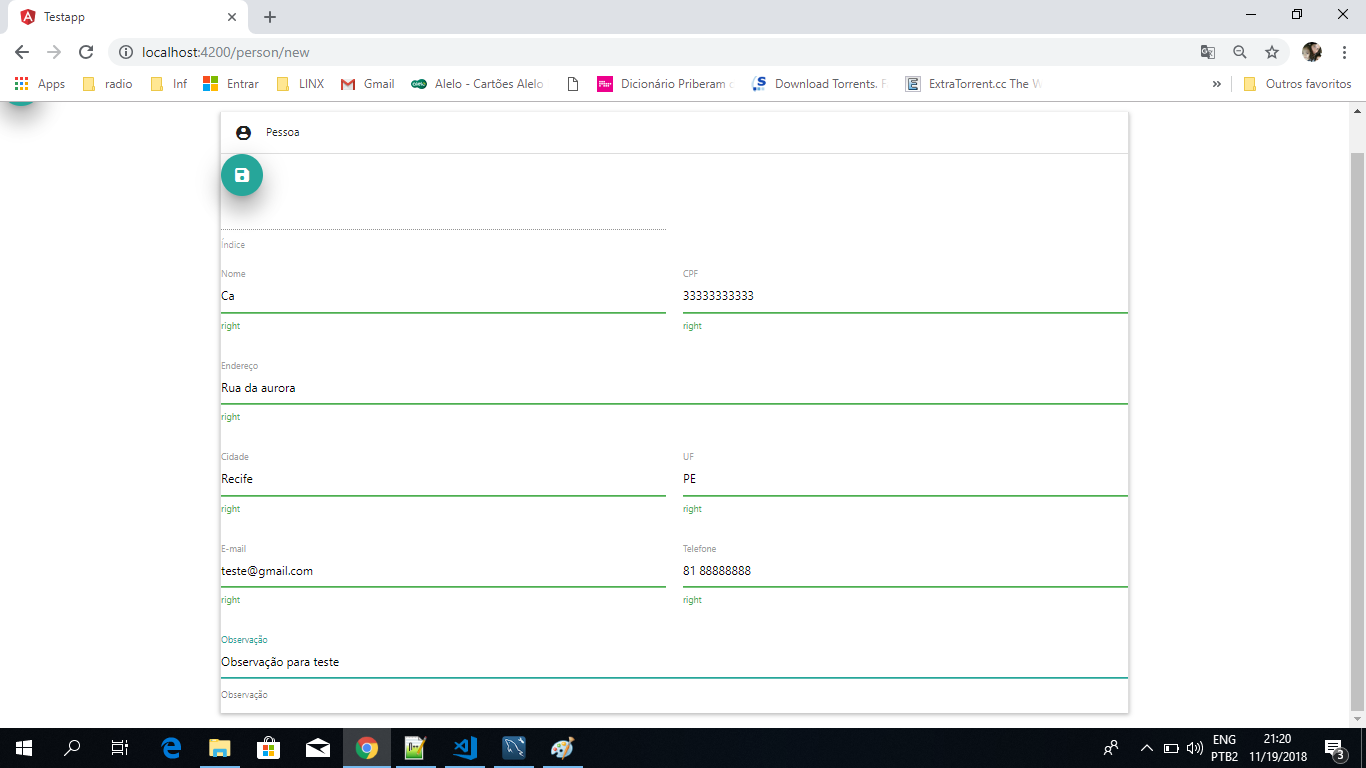 Testapp
localhost:4200/person/new
Apps radio Inf Entrar LINX Gmail Alelo - Cartões Alelo Dicionário Priberam Download Torrents. ExtraTorrent.cc The » Outros favoritos
Pessoa
Índice
Nome CPF
Ca 33333333333
right right
Endereço
Rua da aurora
right
Cidade UF
Recife PE
right right
E-mail Telefone
teste@gmail.com 81 88888888
right right
Observação
Observação para teste
Observação
ENG 21:20
PTB2 11/19/2018 3